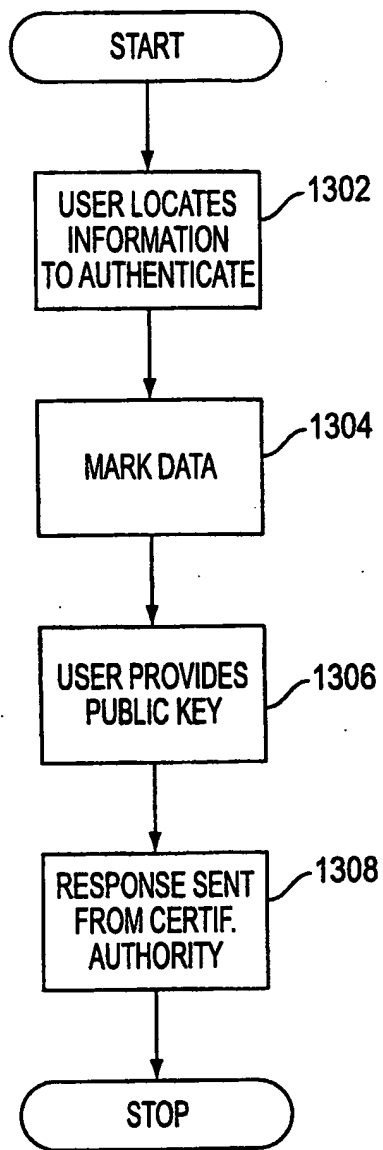 START
USER LOCATES
INFORMATION
TO AUTHENTICATE
1302
MARK DATA
1304
USER PROVIDES
PUBLIC KEY
1306
RESPONSE SENT
FROM CERTIF.
AUTHORITY
1308
STOP